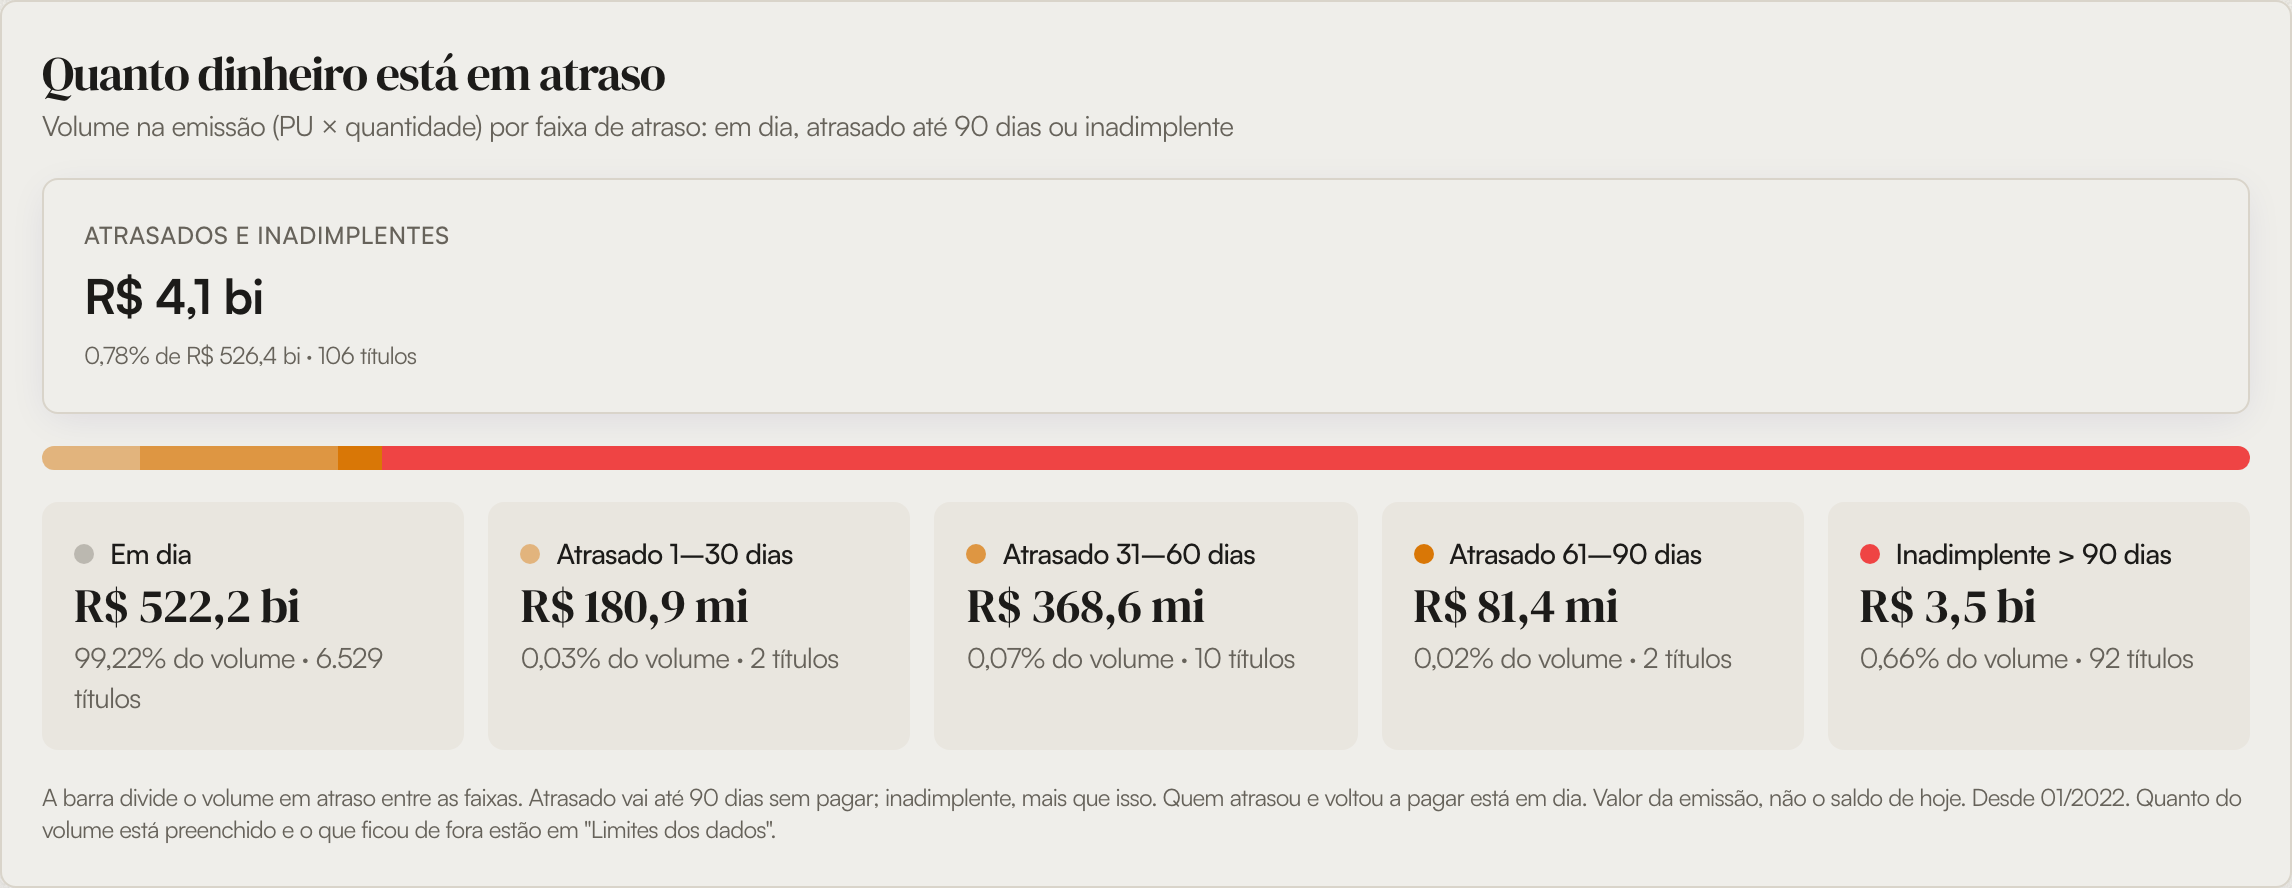 Quanto dinheiro está em atraso
Volume na emissão (PU × quantidade) por faixa de atraso: em dia, atrasado até 90 dias ou inadimplente
ATRASADOS E INADIMPLENTES
R$ 4,1 bi
0,78% de R$ 526,4 bi · 106 títulos
Em dia
R$ 522,2 bi
99,22% do volume · 6.529
títulos
Atrasado 1—30 dias
R$ 180,9 mi
0,03% do volume · 2 títulos
Atrasado 31—60 dias
R$ 368,6 mi
0,07% do volume · 10 títulos
Atrasado 61—90 dias
R$ 81,4 mi
0,02% do volume · 2 títulos
Inadimplente > 90 dias
R$ 3,5 bi
0,66% do volume · 92 títulos
A barra divide o volume em atraso entre as faixas. Atrasado vai até 90 dias sem pagar; inadimplente, mais que isso. Quem atrasou e voltou a pagar está em dia. Valor da emissão, não o saldo de hoje. Desde 01/2022. Quanto do
volume está preenchido e o que ficou de fora estão em "Limites dos dados".